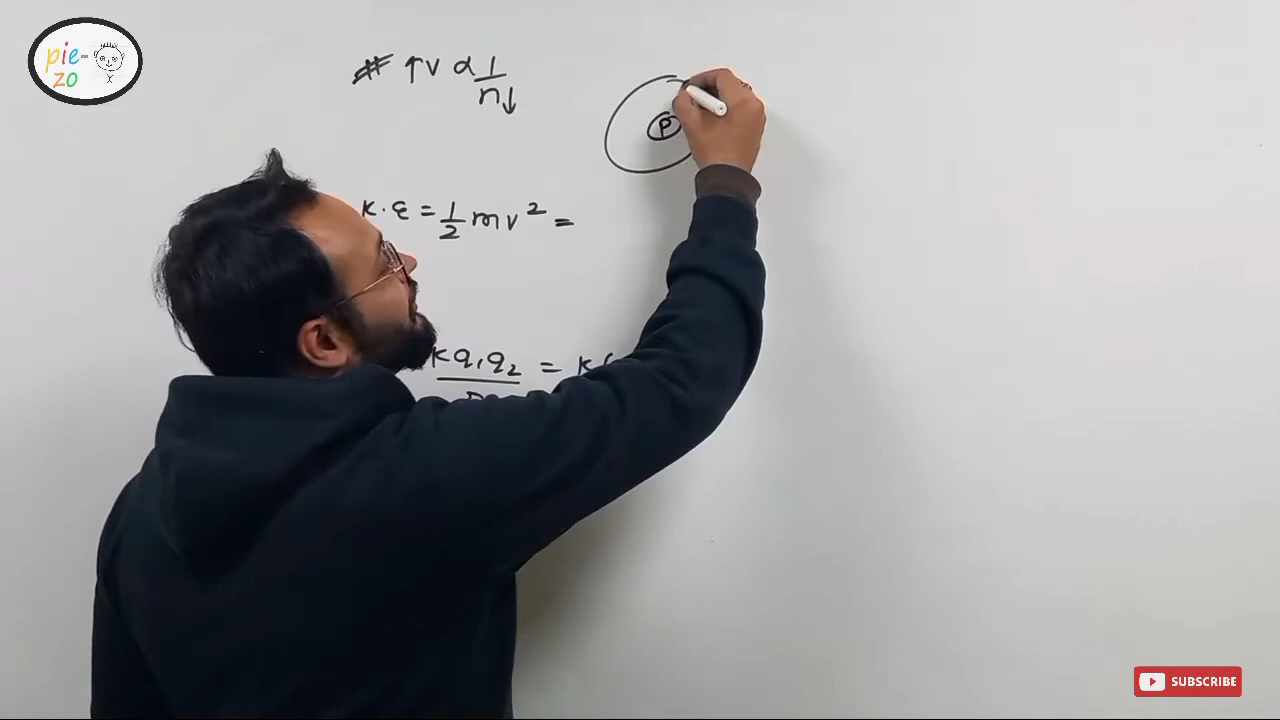 pie-
zo
# ↑v ∝ 1/n↓
P
K.E = 1/2 mv² =
Kq₁q₂ = K
SUBSCRIBE